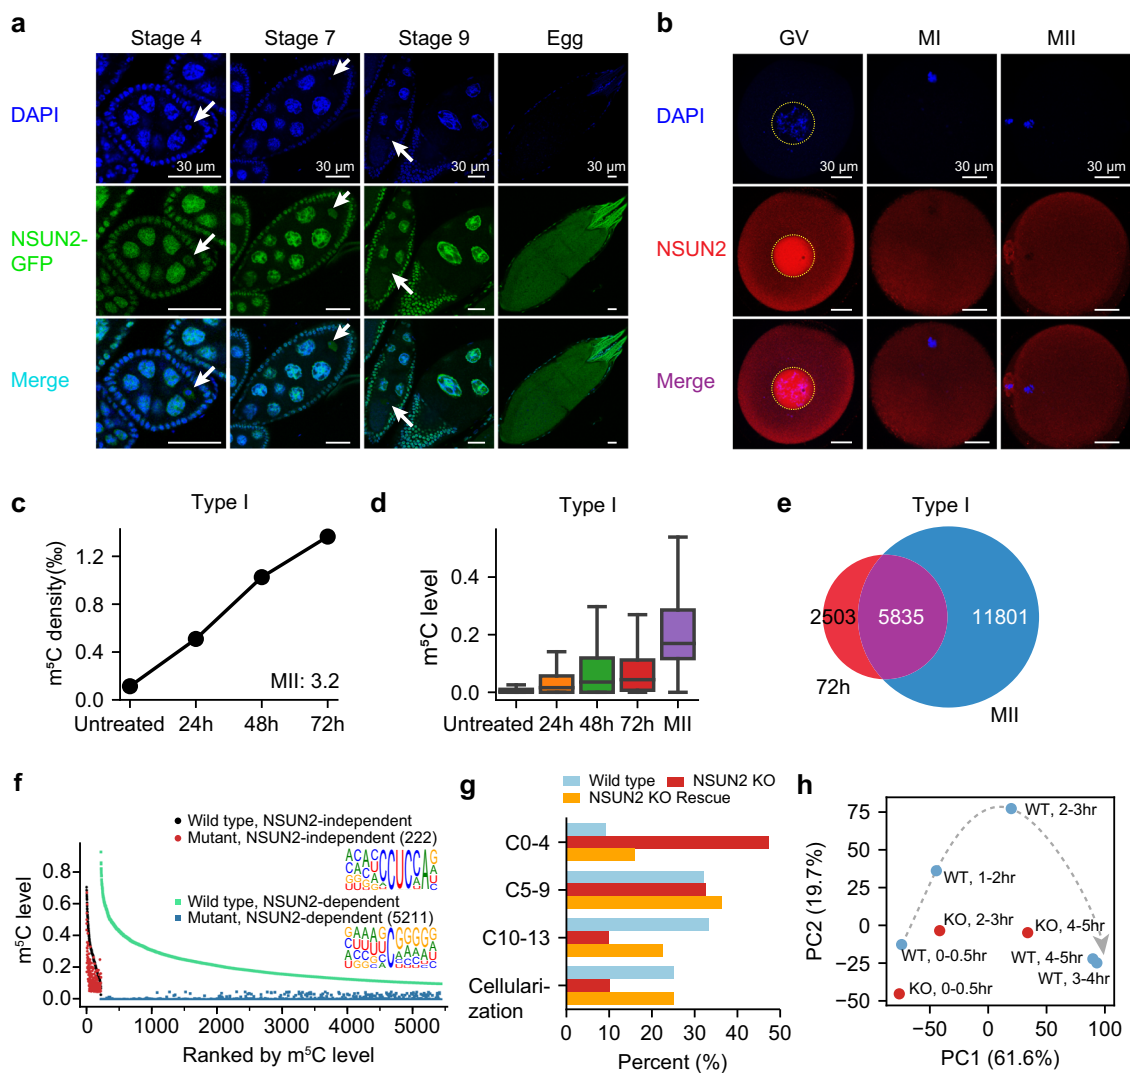 a
Stage 4 Stage 7 Stage 9 Egg
DAPI
30 µm 30 µm 30 µm 30 µm
NSUN2-
GFP
Merge
b
GV MI MII
DAPI
30 µm 30 µm 30 µm
NSUN2
Merge
c
Type I
m⁵C density(‰)
1.2
0.8
0.4
0.0
MII: 3.2
Untreated 24h 48h 72h
d
Type I
m⁵C level
0.4
0.2
0.0
Untreated 24h 48h 72h MII
e
Type I
2503 5835 11801
72h
MII
f
Wild type, NSUN2-independent
Mutant, NSUN2-independent (222)
Wild type, NSUN2-dependent
Mutant, NSUN2-dependent (5211)
m⁵C level
0.8
0.6
0.4
0.2
0.0
0 1000 2000 3000 4000 5000
Ranked by m⁵C level
g
Wild type NSUN2 KO
NSUN2 KO Rescue
C0-4
C5-9
C10-13
Cellulari-
zation
0 10 20 30 40 50
Percent (%)
h
PC2 (19.7%)
75
50
25
0
−25
−50
WT, 2-3hr
WT, 1-2hr
KO, 2-3hr KO, 4-5hr
WT, 0-0.5hr WT, 4-5hr
WT, 3-4hr
KO, 0-0.5hr
−50 0 50 100
PC1 (61.6%)